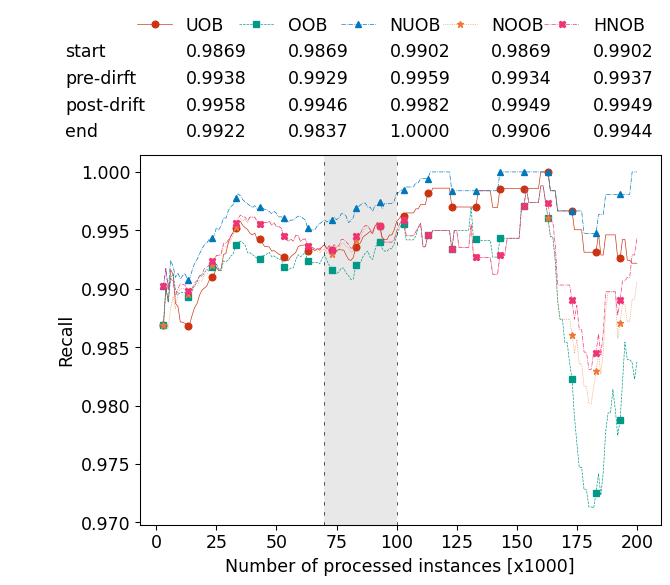 UOB OOB NUOB NOOB HNOB
start 0.9869 0.9869 0.9902 0.9869 0.9902
pre-dirft 0.9938 0.9929 0.9959 0.9934 0.9937
post-drift 0.9958 0.9946 0.9982 0.9949 0.9949
end 0.9922 0.9837 1.0000 0.9906 0.9944
1.000
0.995
0.990
0.985
0.980
0.975
0.970
Recall
0 25 50 75 100 125 150 175 200
Number of processed instances [x1000]